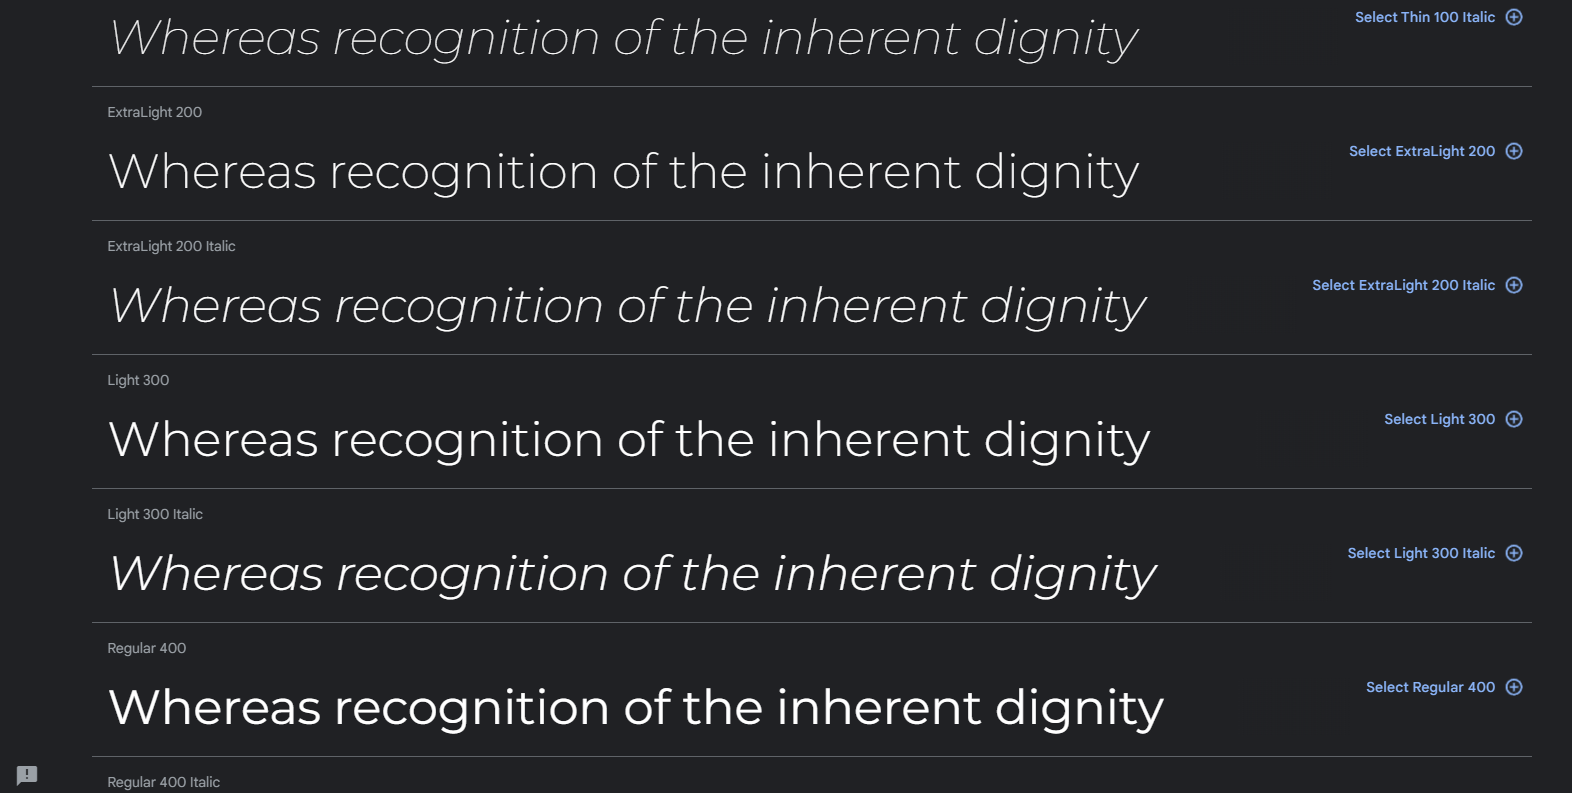 Whereas recognition of the inherent dignity
Select Thin 100 Italic
ExtraLight 200
Whereas recognition of the inherent dignity
Select ExtraLight 200
ExtraLight 200 Italic
Whereas recognition of the inherent dignity
Select ExtraLight 200 Italic
Light 300
Whereas recognition of the inherent dignity
Select Light 300
Light 300 Italic
Whereas recognition of the inherent dignity
Select Light 300 Italic
Regular 400
Whereas recognition of the inherent dignity
Select Regular 400
Regular 400 Italic